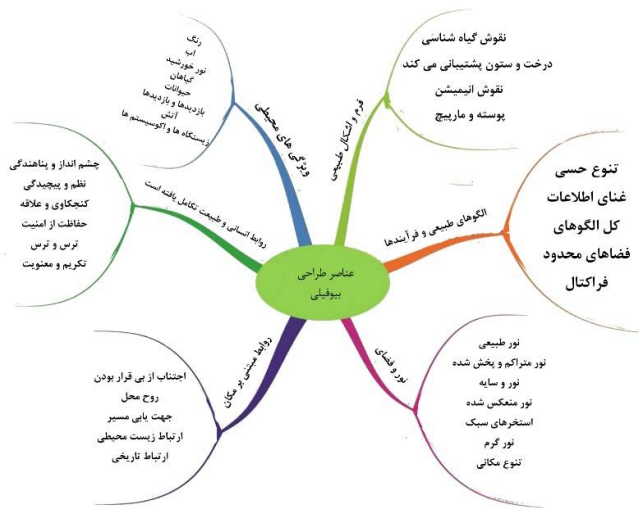 عناصر طراحی
بیوفیلی
فرم و اشکال طبیعی
نقوش گیاه شناسی
درخت و ستون پشتیبانی می کند
نقوش انیمیشن
پوسته و مارپیچ
الگوهای طبیعی و فرآیندها
تنوع حسی
غنای اطلاعات
کل الگوهای
فضاهای محدود
فراکتال
نور و فضای
نور طبیعی
نور متراکم و پخش شده
نور و سایه
نور منعکس شده
استخرهای سبک
نور گرم
تنوع مکانی
روابط مبتنی بر مکان
اجتناب از بی قرار بودن
روح محل
جهت یابی مسیر
ارتباط زیست محیطی
ارتباط تاریخی
روابط انسانی و طبیعت تکامل یافته است
چشم انداز و پناهندگی
نظم و پیچیدگی
کنجکاوی و علاقه
حفاظت از امنیت
ترس و ترس
تکریم و معنویت
ویژگی های محیطی
رنگ
اب
نور خورشید
گیاهان
حیوانات
بازدیدها و بازدیدها
آتش
زیستگاه ها و اکوسیستم ها